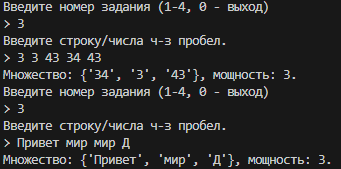 Введите номер задания (1-4, 0 - выход)
> 3
Введите строку/числа ч-з пробел.
> 3 3 43 34 43
Множество: {'34', '3', '43'}, мощность: 3.
Введите номер задания (1-4, 0 - выход)
> 3
Введите строку/числа ч-з пробел.
> Привет мир мир Д
Множество: {'Привет', 'мир', 'Д'}, мощность: 3.